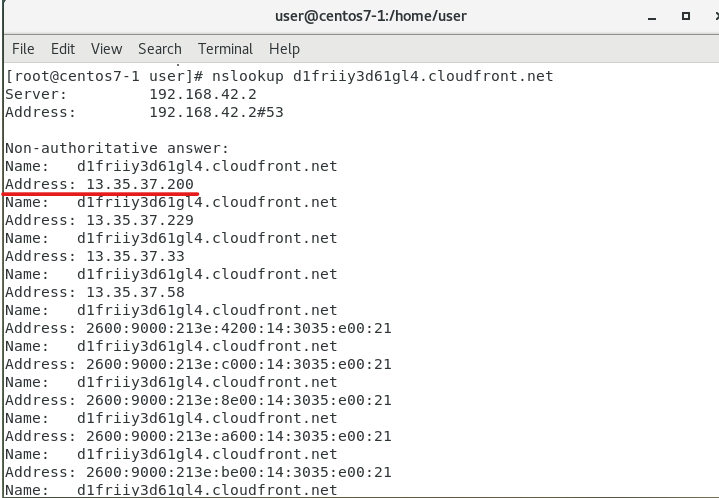 user@centos7-1:/home/user
File Edit View Search Terminal Help
[root@centos7-1 user]# nslookup d1friiy3d61gl4.cloudfront.net
Server: 192.168.42.2
Address: 192.168.42.2#53
Non-authoritative answer:
Name: d1friiy3d61gl4.cloudfront.net
Address: 13.35.37.200
Name: d1friiy3d61gl4.cloudfront.net
Address: 13.35.37.229
Name: d1friiy3d61gl4.cloudfront.net
Address: 13.35.37.33
Name: d1friiy3d61gl4.cloudfront.net
Address: 13.35.37.58
Name: d1friiy3d61gl4.cloudfront.net
Address: 2600:9000:213e:4200:14:3035:e00:21
Name: d1friiy3d61gl4.cloudfront.net
Address: 2600:9000:213e:c000:14:3035:e00:21
Name: d1friiy3d61gl4.cloudfront.net
Address: 2600:9000:213e:8e00:14:3035:e00:21
Name: d1friiy3d61gl4.cloudfront.net
Address: 2600:9000:213e:a600:14:3035:e00:21
Name: d1friiy3d61gl4.cloudfront.net
Address: 2600:9000:213e:be00:14:3035:e00:21
Name: d1friiy3d61gl4.cloudfront.net